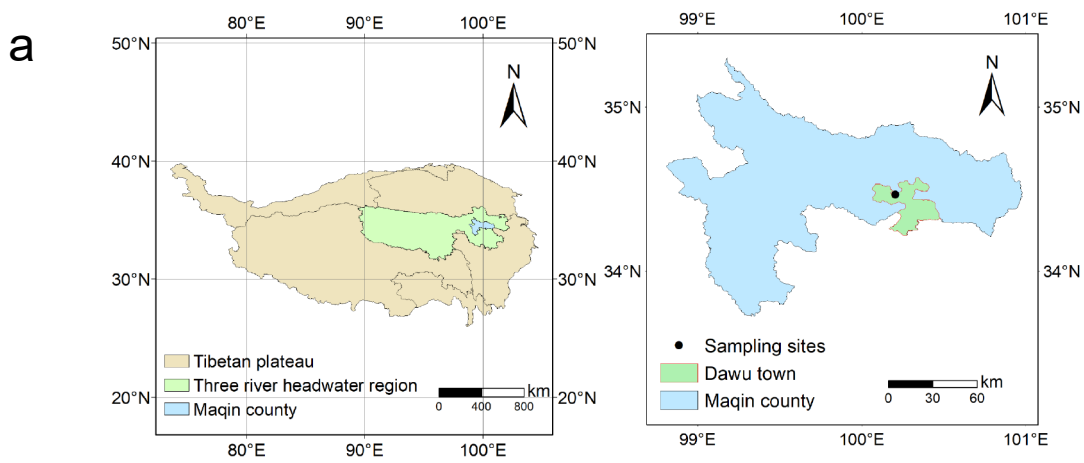 a
80°E 90°E 100°E
50°N 50°N
N
40°N 40°N
30°N 30°N
Tibetan plateau
Three river headwater region
Maqin county
km
0 400 800
20°N 20°N
80°E 90°E 100°E
99°E 100°E 101°E
N
35°N 35°N
34°N 34°N
Sampling sites
Dawu town
Maqin county
km
0 30 60
99°E 100°E 101°E